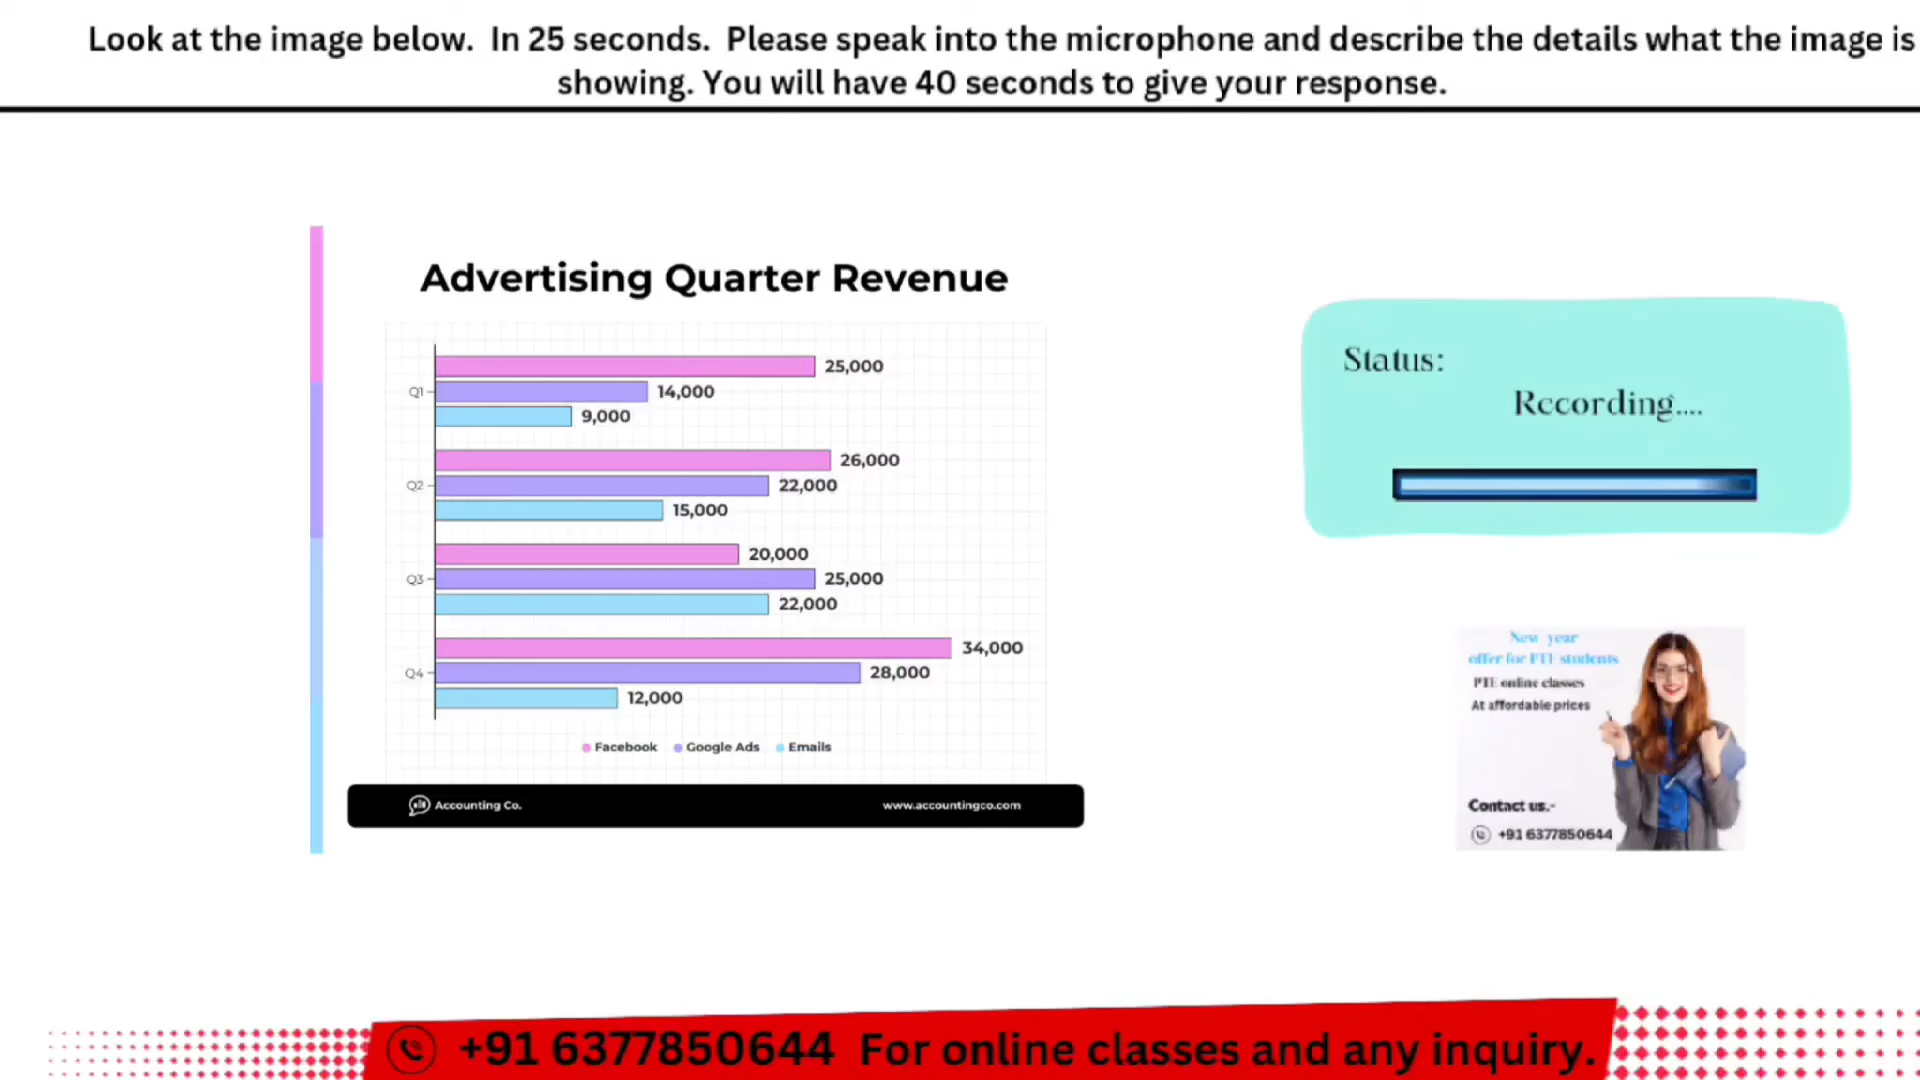 Look at the image below. In 25 seconds. Please speak into the microphone and describe the details what the image is
showing. You will have 40 seconds to give your response.
Advertising Quarter Revenue
25,000
Q1
14,000
9,000
26,000
Q2
22,000
15,000
20,000
Q3
25,000
22,000
34,000
Q4
28,000
12,000
Facebook Google Ads Emails
Accounting Co.
www.accountingco.com
Status:
Recording....
New year
offer for PTE students
PTE online classes
At affordable prices
Contact us.-
+91 6377850644
+91 6377850644 For online classes and any inquiry.